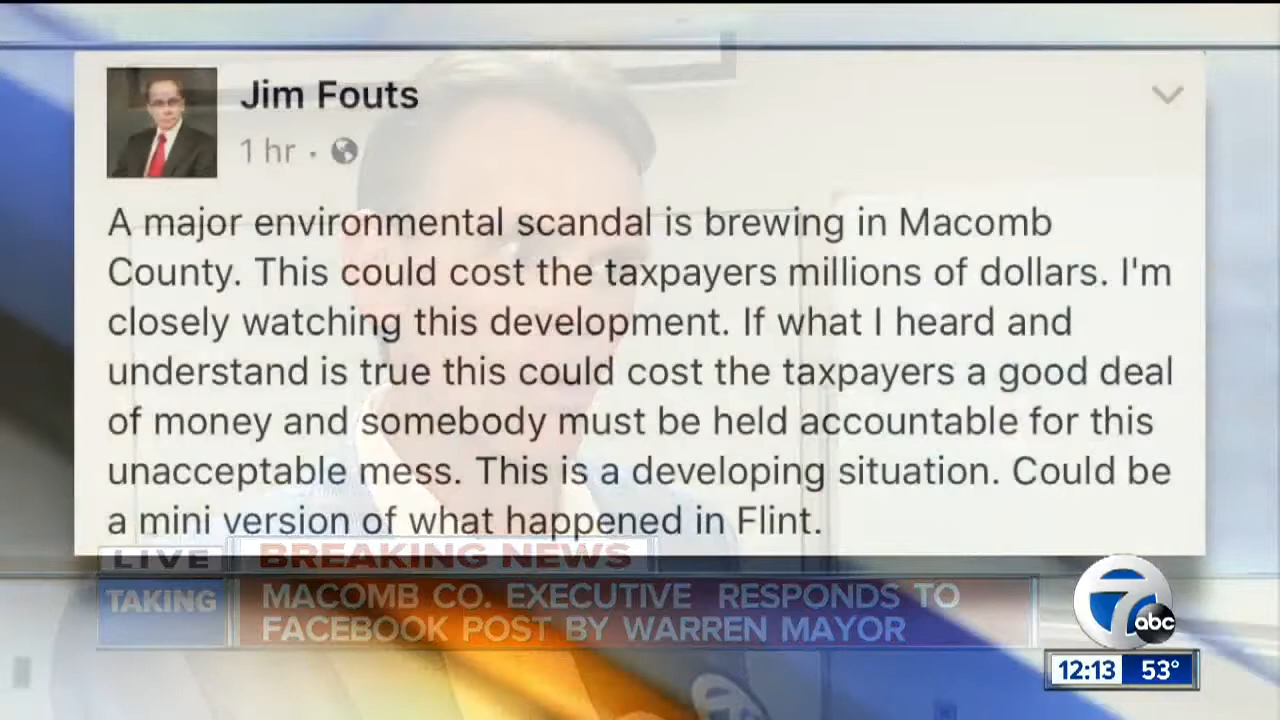 Jim Fouts
1 hr ·
A major environmental scandal is brewing in Macomb
County. This could cost the taxpayers millions of dollars. I'm
closely watching this development. If what I heard and
understand is true this could cost the taxpayers a good deal
of money and somebody must be held accountable for this
unacceptable mess. This is a developing situation. Could be
a mini version of what happened in Flint.
LIVE BREAKING NEWS
TAKING
MACOMB CO. EXECUTIVE RESPONDS TO
FACEBOOK POST BY WARREN MAYOR
7 abc
12:13 53°